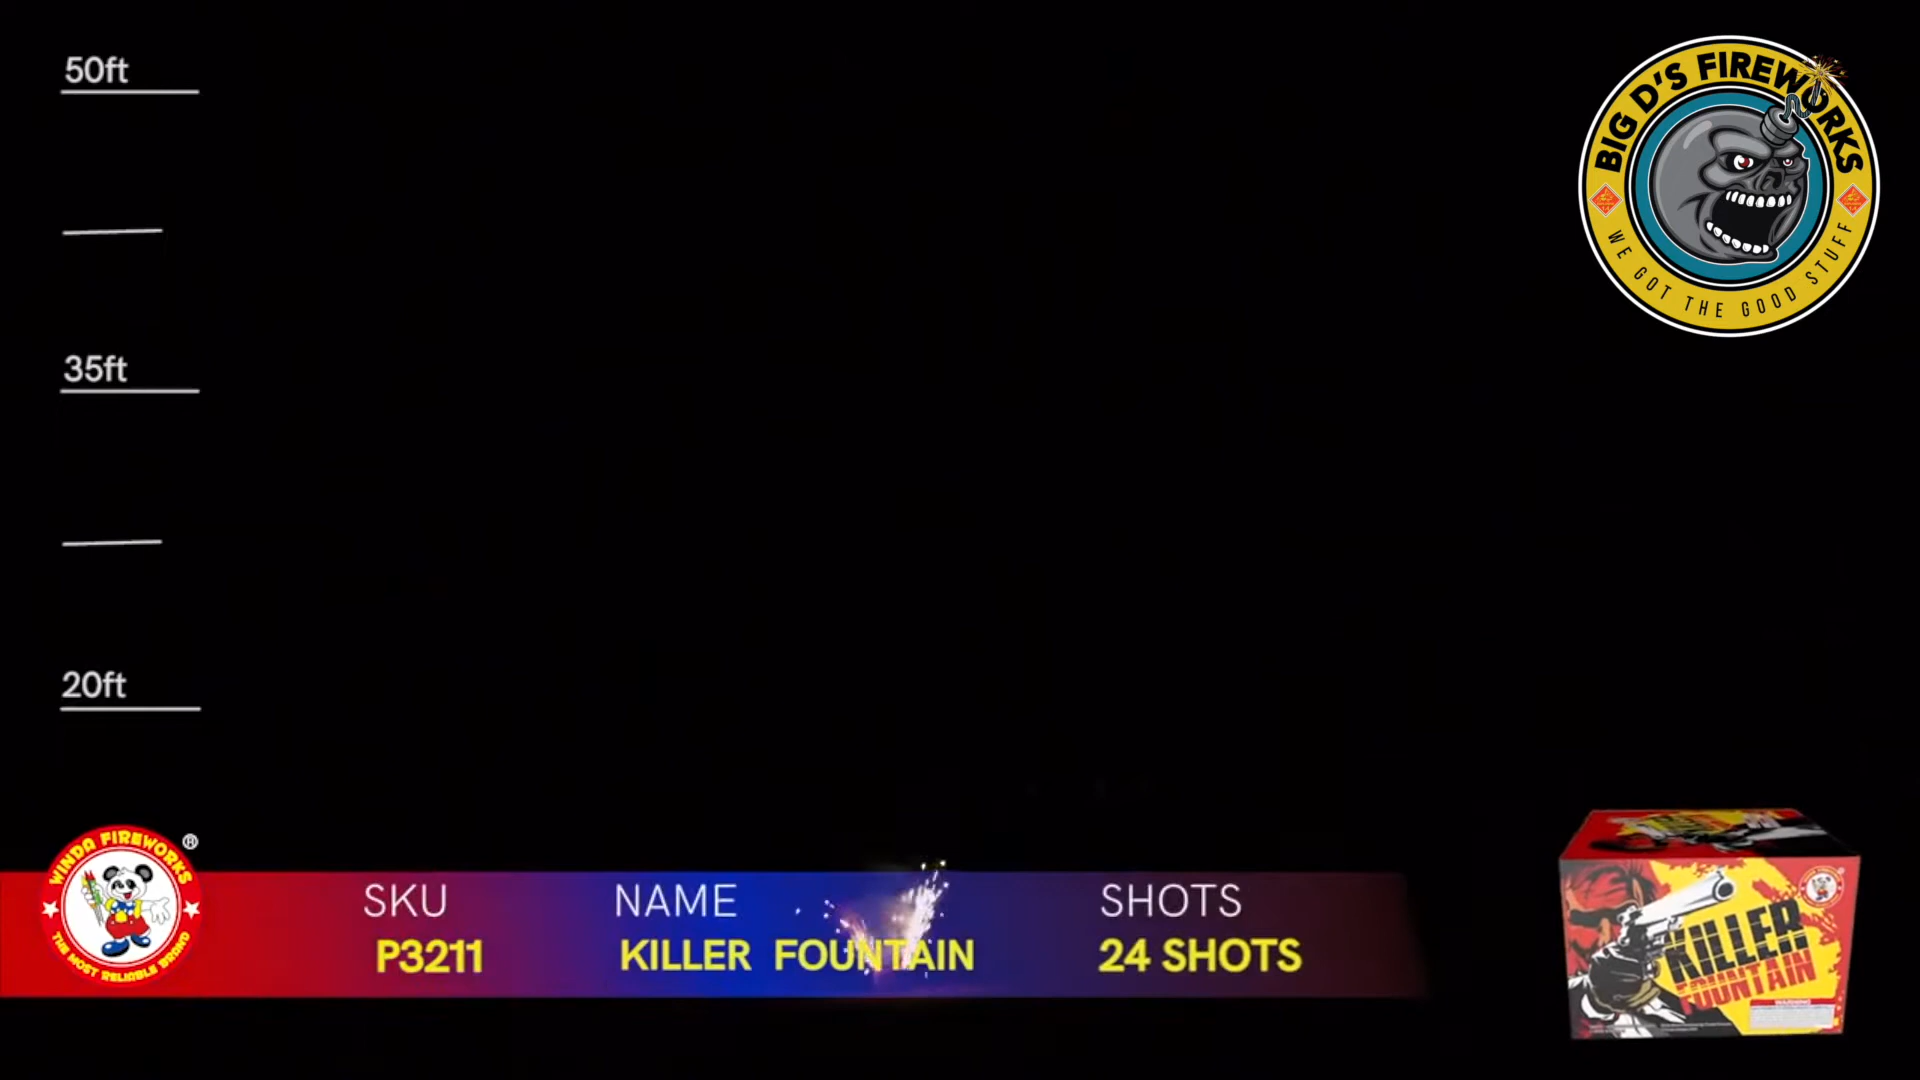 50ft
BIG D'S FIREWORKS
WE GOT THE GOOD STUFF
35ft
20ft
WINDA FIREWORKS ®
THE MOST RELIABLE BRAND
SKU
NAME
SHOTS
P3211
KILLER FOUNTAIN
24 SHOTS
KILLER
FOUNTAIN
WARNING